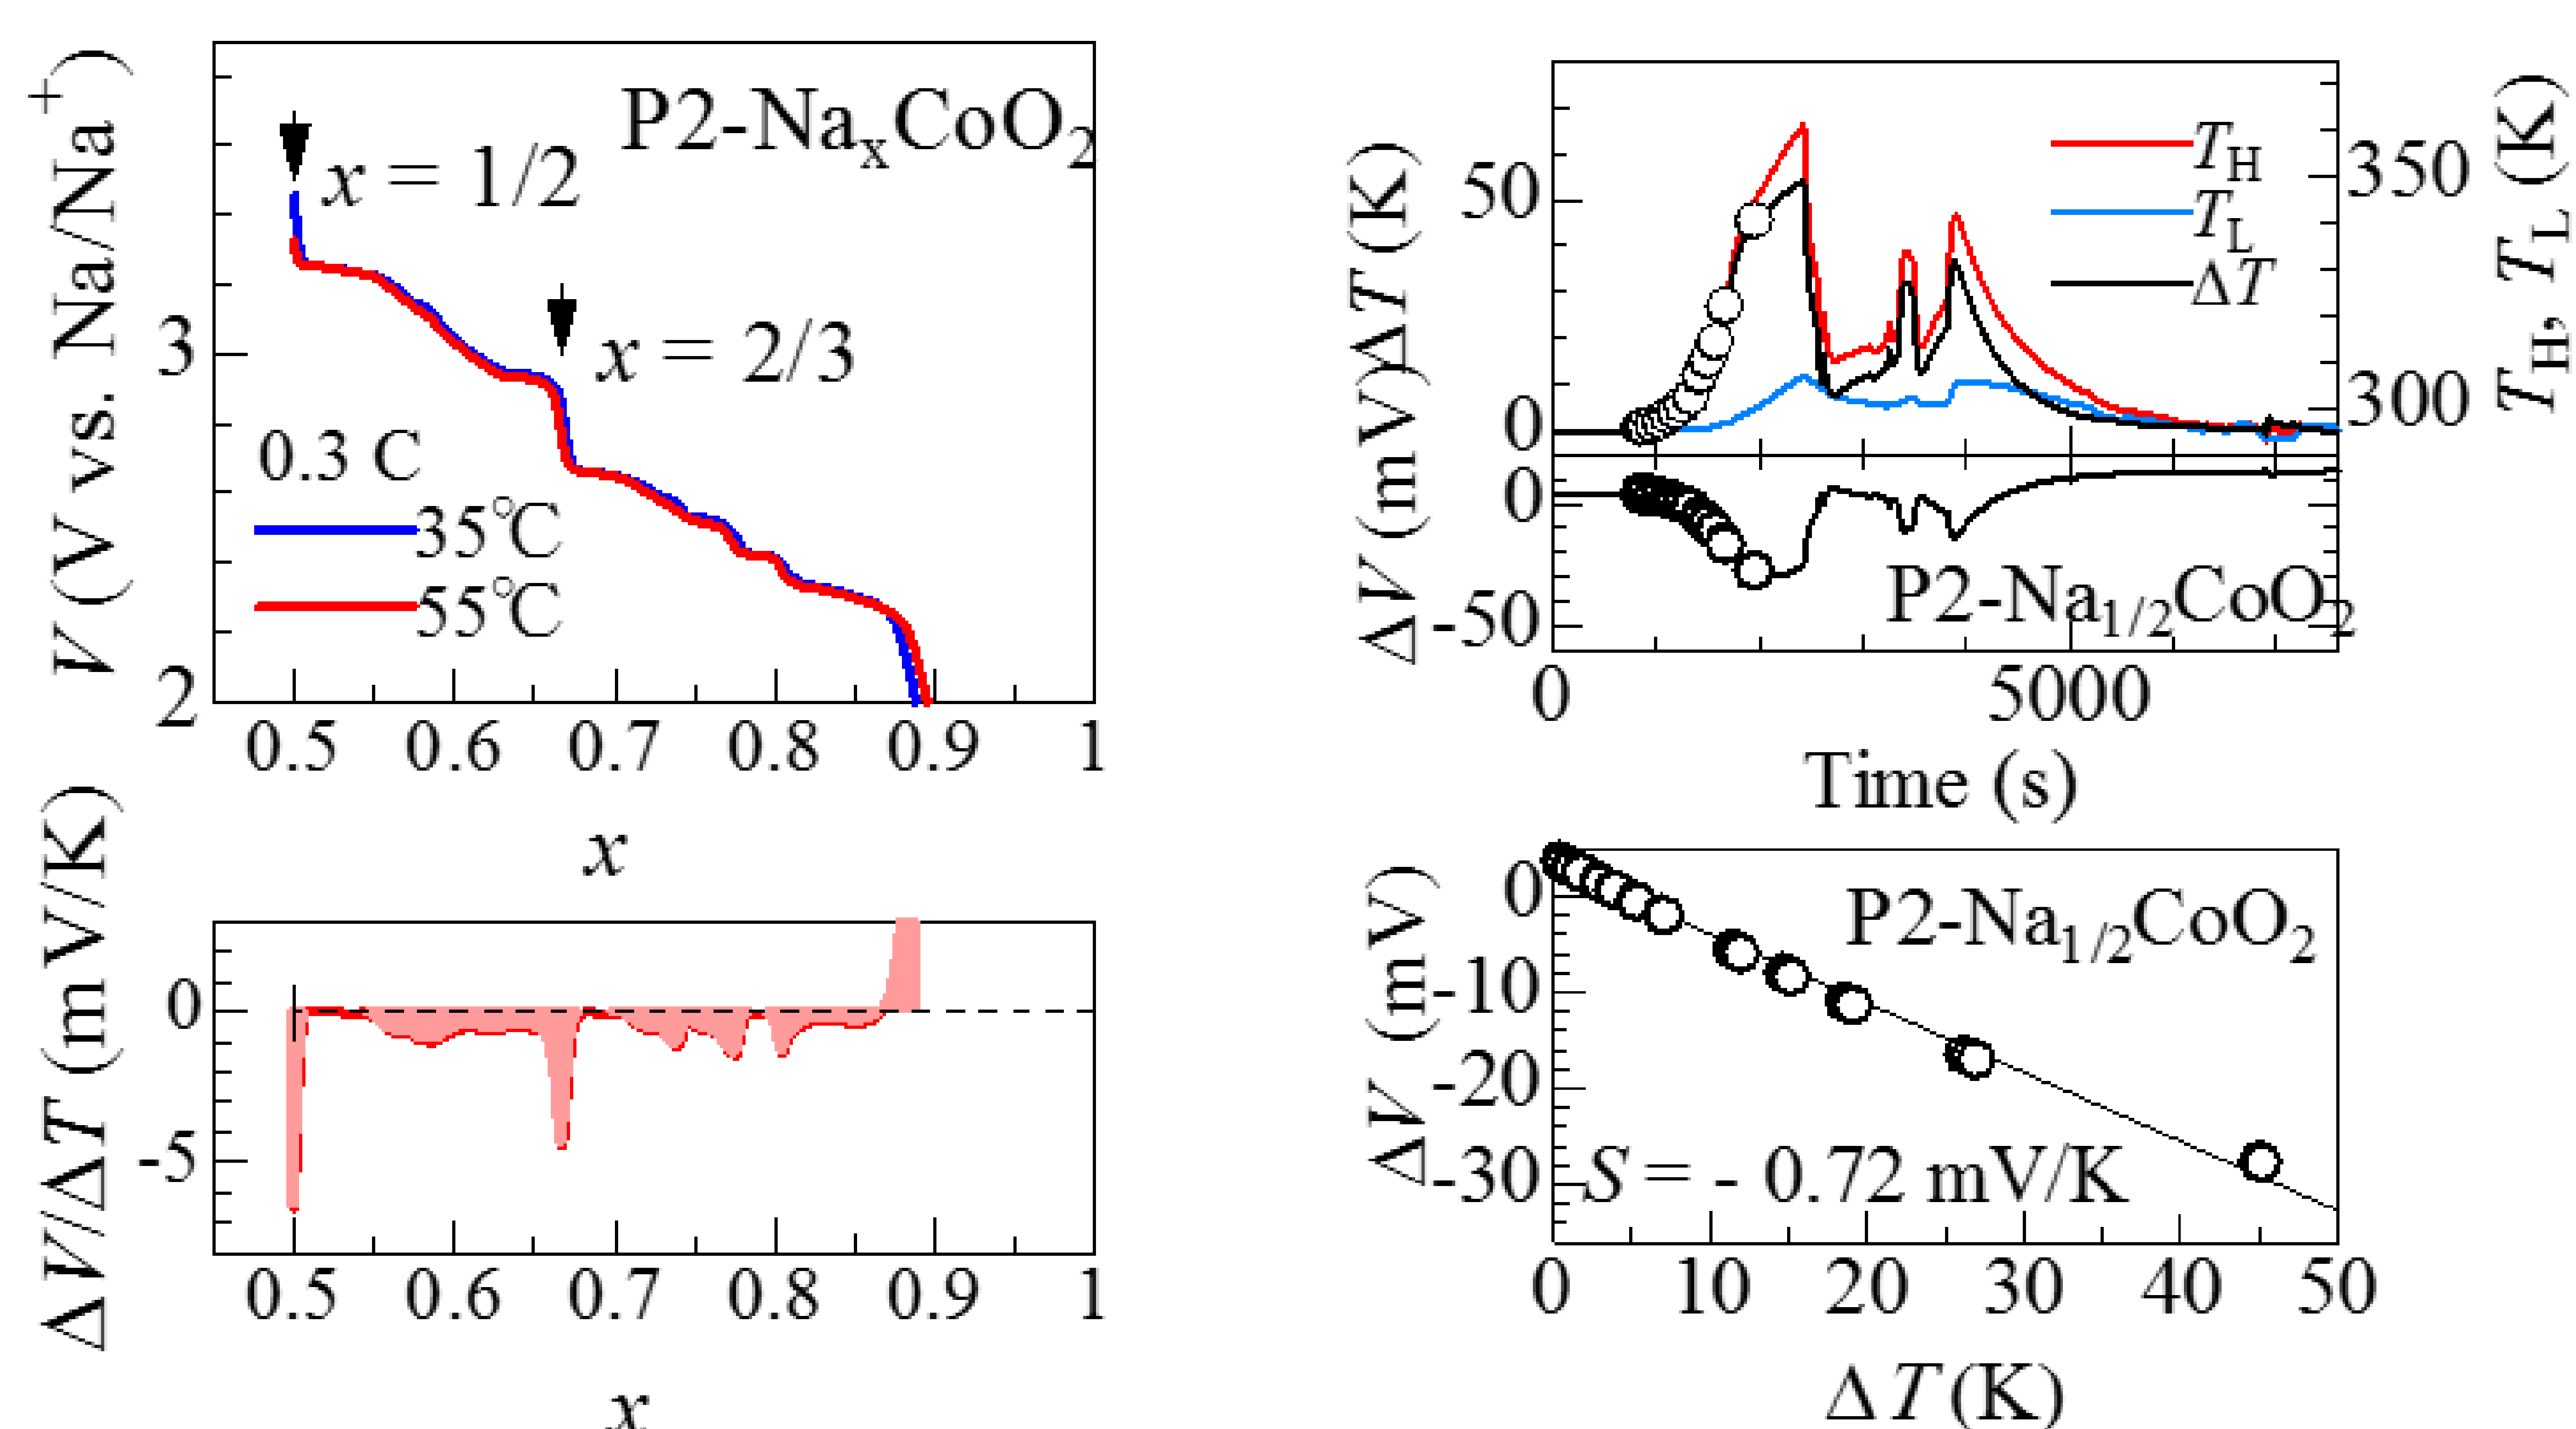 V (V vs. Na/Na⁺)
3
2
P2-NaₓCoO₂
x = 1/2
x = 2/3
0.3 C
35℃
55℃
0.5 0.6 0.7 0.8 0.9 1
x
ΔV/ΔT (mV/K)
0
-5
0.5 0.6 0.7 0.8 0.9 1
x
ΔT (K)
50
0
T_H
T_L
ΔT
350
300
T_H, T_L (K)
ΔV (mV)
0
-50
P2-Na₁/₂CoO₂
0 5000
Time (s)
ΔV (mV)
0
-10
-20
-30
P2-Na₁/₂CoO₂
S = - 0.72 mV/K
0 10 20 30 40 50
ΔT (K)